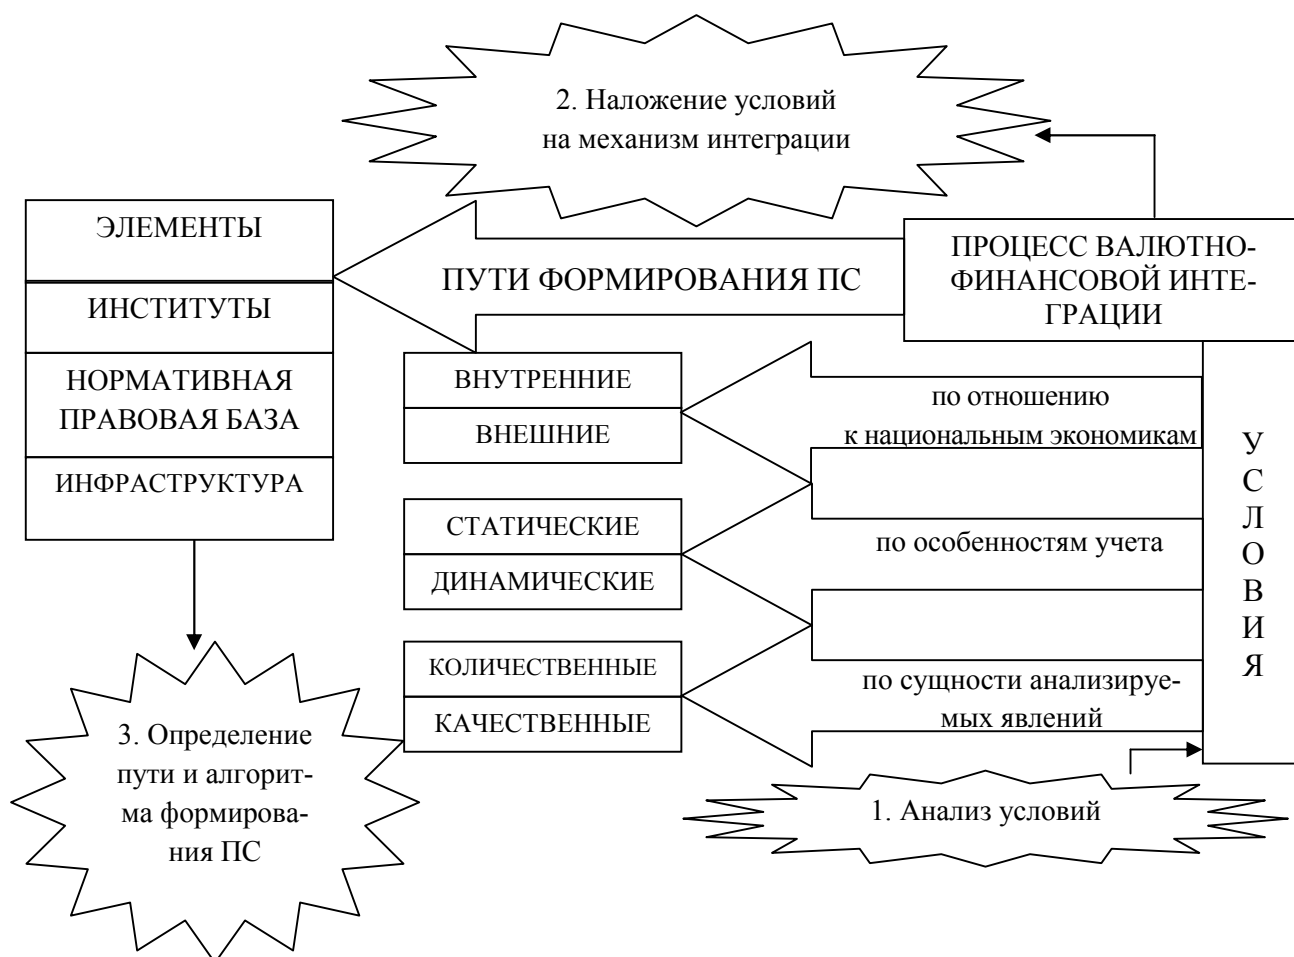 2. Наложение условий
на механизм интеграции
ЭЛЕМЕНТЫ
ИНСТИТУТЫ
НОРМАТИВНАЯ
ПРАВОВАЯ БАЗА
ИНФРАСТРУКТУРА
ПУТИ ФОРМИРОВАНИЯ ПС
ПРОЦЕСС ВАЛЮТНО-
ФИНАНСОВОЙ ИНТЕ-
ГРАЦИИ
ВНУТРЕННИЕ
ВНЕШНИЕ
по отношению
к национальным экономикам
СТАТИЧЕСКИЕ
ДИНАМИЧЕСКИЕ
по особенностям учета
КОЛИЧЕСТВЕННЫЕ
КАЧЕСТВЕННЫЕ
по сущности анализируе-
мых явлений
У
С
Л
О
В
И
Я
3. Определение
пути и алгорит-
ма формирова-
ния ПС
1. Анализ условий